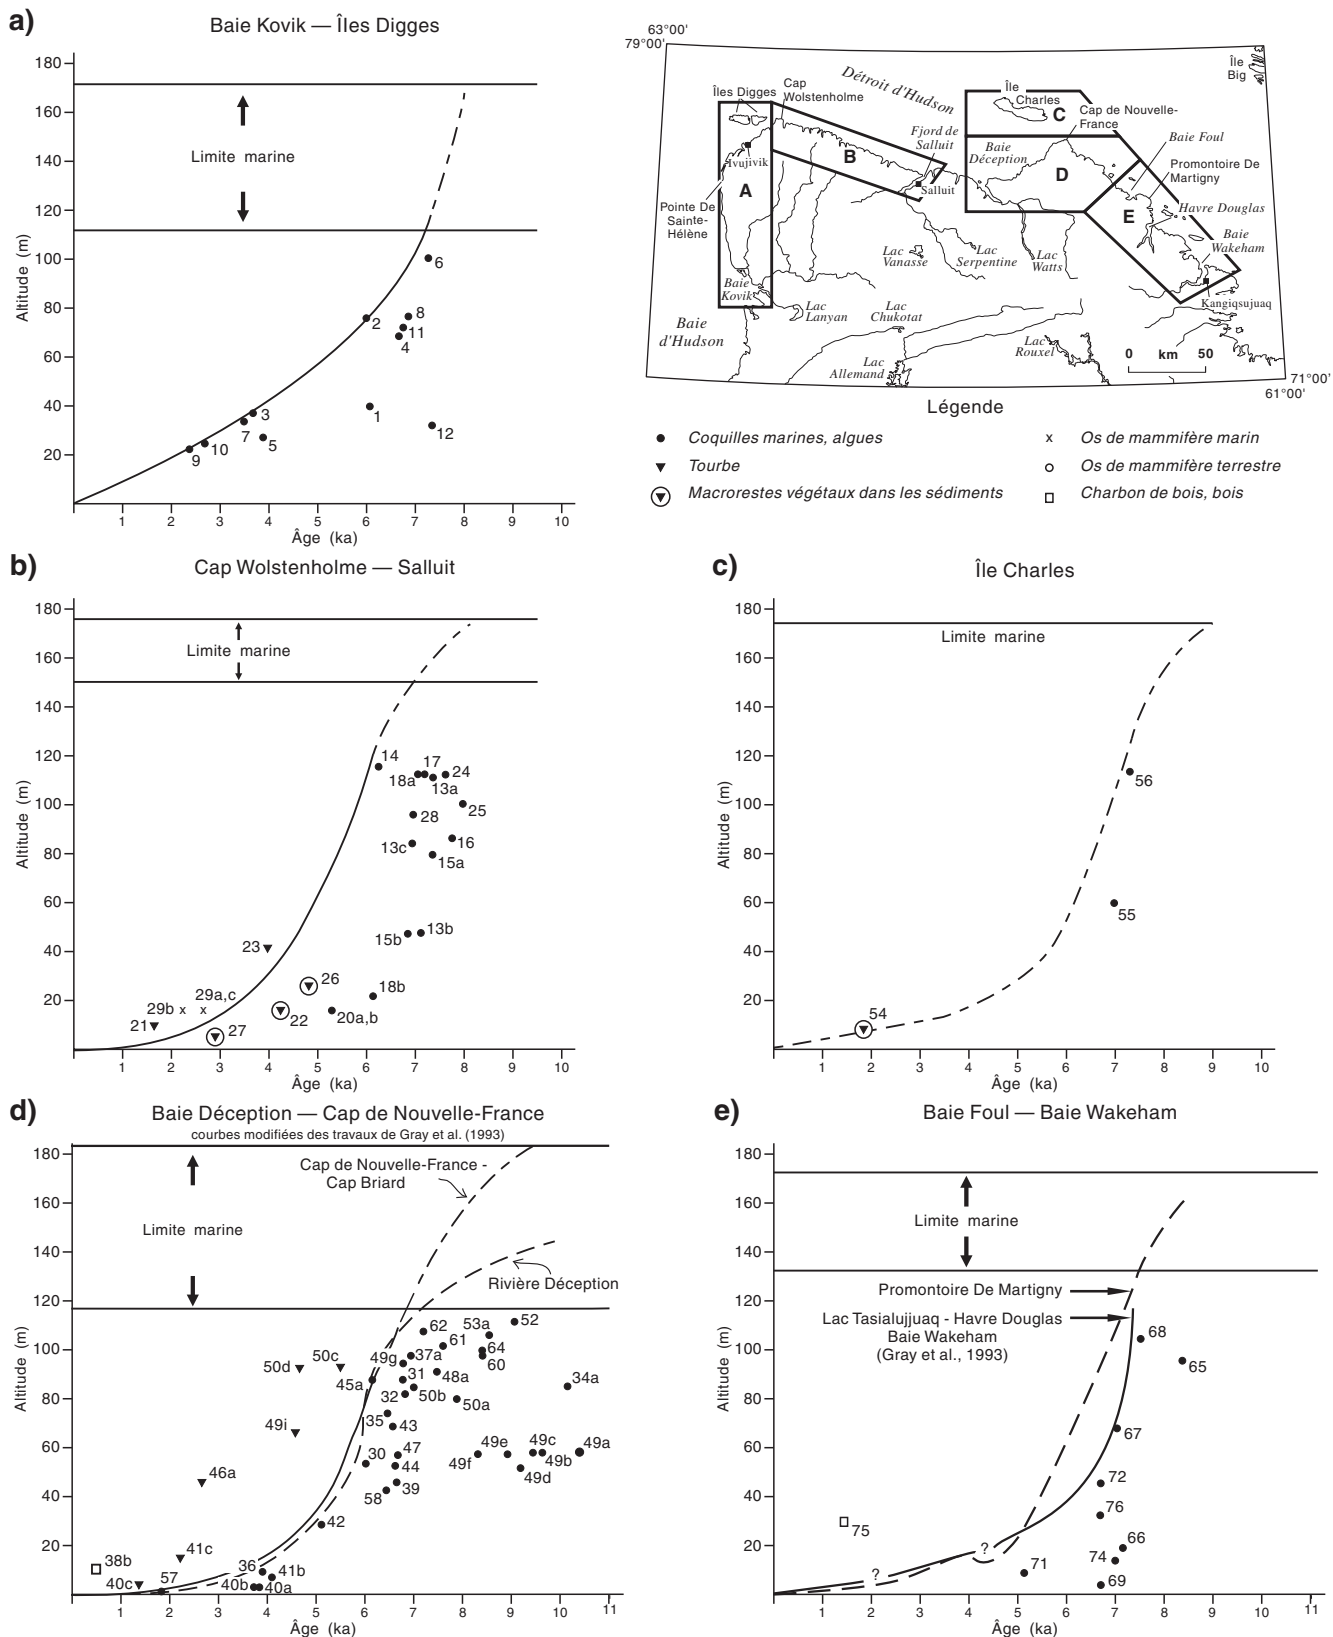 a)
Baie Kovik — Îles Digges
180
160
140
120
100
80
60
40
20
Altitude (m)
Limite marine
6
2
8
11
4
3
7
5
1
12
10
9
1 2 3 4 5 6 7 8 9 10
Âge (ka)
63°00'
79°00'
Îles Digges
Cap
Wolstenholme
Détroit d'Hudson
Île
Charles
C
Île
Big
Cap de Nouvelle-
France
Fjord de
Salluit
Baie
Déception
Baie Foul
Ivujivik
B
Promontoire De
Martigny
A
Salluit
D
Pointe De
Sainte-
Hélène
E
Havre Douglas
Baie
Wakeham
Lac
Vanasse
Lac
Serpentine
Lac
Watts
Baie
Kovik
Kangiqsujuaq
Lac
Lanyan
Lac
Chukotat
Baie
d'Hudson
Lac
Rouxel
Lac
Allemand
0 km 50
71°00'
61°00'
Légende
Coquilles marines, algues
Tourbe
Macrorestes végétaux dans les sédiments
x Os de mammifère marin
Os de mammifère terrestre
Charbon de bois, bois
b)
Cap Wolstenholme — Salluit
180
160
140
120
100
80
60
40
20
Altitude (m)
Limite marine
14
17
18a
24
13a
25
28
16
13c
15a
15b
13b
23
26
29a,c
29b x x
18b
21
27
22
20a,b
1 2 3 4 5 6 7 8 9 10
Âge (ka)
c)
Île Charles
180
160
140
120
100
80
60
40
20
Altitude (m)
Limite marine
56
55
54
1 2 3 4 5 6 7 8 9 10
Âge (ka)
d)
Baie Déception — Cap de Nouvelle-France
courbes modifiées des travaux de Gray et al. (1993)
180
160
140
120
100
80
60
40
20
Altitude (m)
Cap de Nouvelle-France -
Cap Briard
Limite marine
Rivière Déception
62
53a
52
61
64
60
50d
50c
49g
37a
45a
31
48a
34a
32
50b
50a
35
43
49i
30
47
49e
49c
49a
49f
49b
44
49d
46a
39
58
42
41c
38b
36
41b
40c
57
40b
40a
1 2 3 4 5 6 7 8 9 10 11
Âge (ka)
e)
Baie Foul — Baie Wakeham
180
160
140
120
100
80
60
40
20
Altitude (m)
Limite marine
Promontoire De Martigny
Lac Tasialujjuaq - Havre Douglas
Baie Wakeham
(Gray et al., 1993)
68
65
67
72
76
75
66
?
74
71
?
69
1 2 3 4 5 6 7 8 9 10 11
Âge (ka)